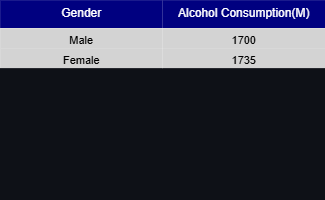 Gender Alcohol Consumption(M)
Male 1700
Female 1735